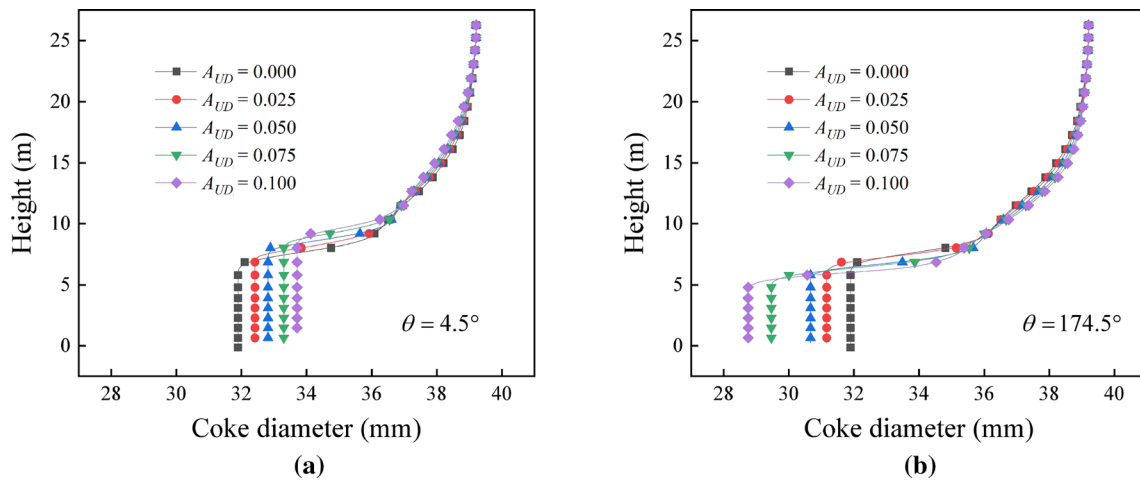 25
20
15
10
5
0
Height (m)
A_UD = 0.000
A_UD = 0.025
A_UD = 0.050
A_UD = 0.075
A_UD = 0.100
θ = 4.5°
28 30 32 34 36 38 40
Coke diameter (mm)
(a)
25
20
15
10
5
0
Height (m)
A_UD = 0.000
A_UD = 0.025
A_UD = 0.050
A_UD = 0.075
A_UD = 0.100
θ = 174.5°
28 30 32 34 36 38 40
Coke diameter (mm)
(b)